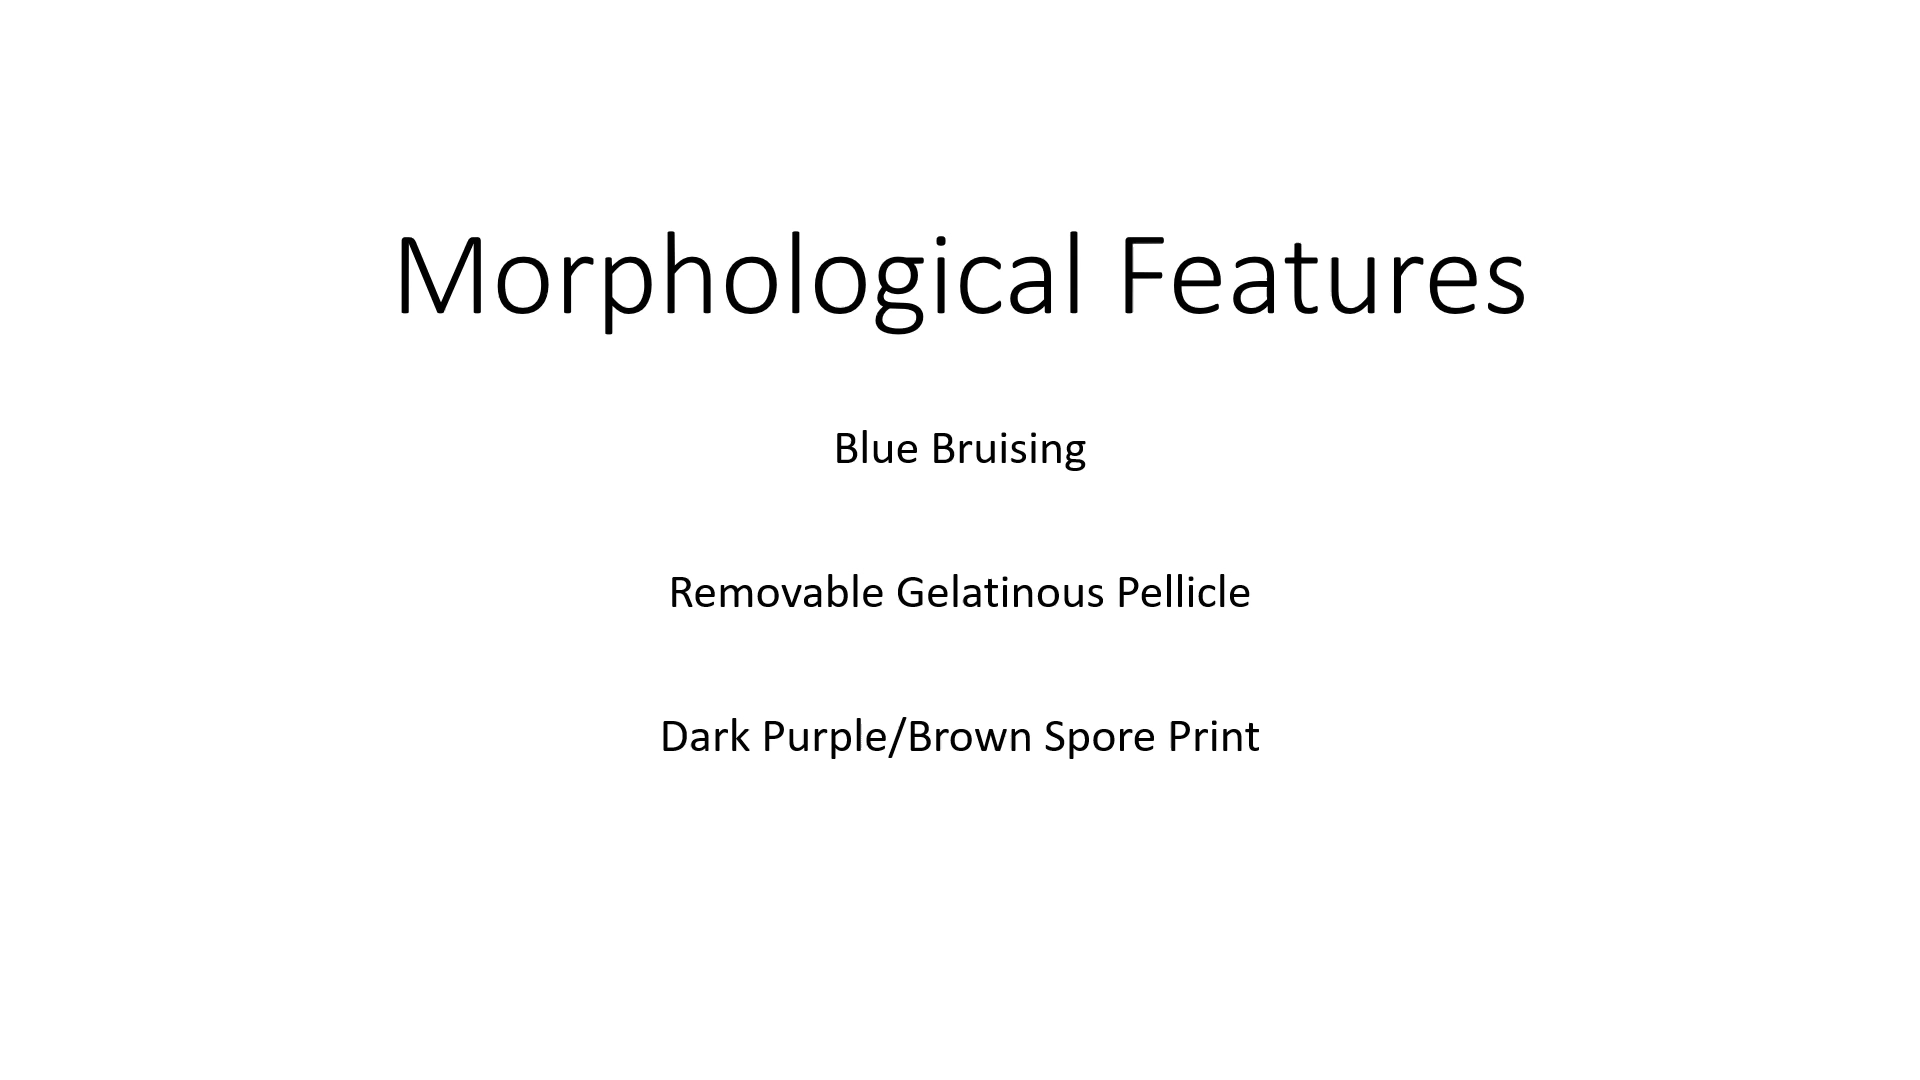 Morphological Features
Blue Bruising
Removable Gelatinous Pellicle
Dark Purple/Brown Spore Print